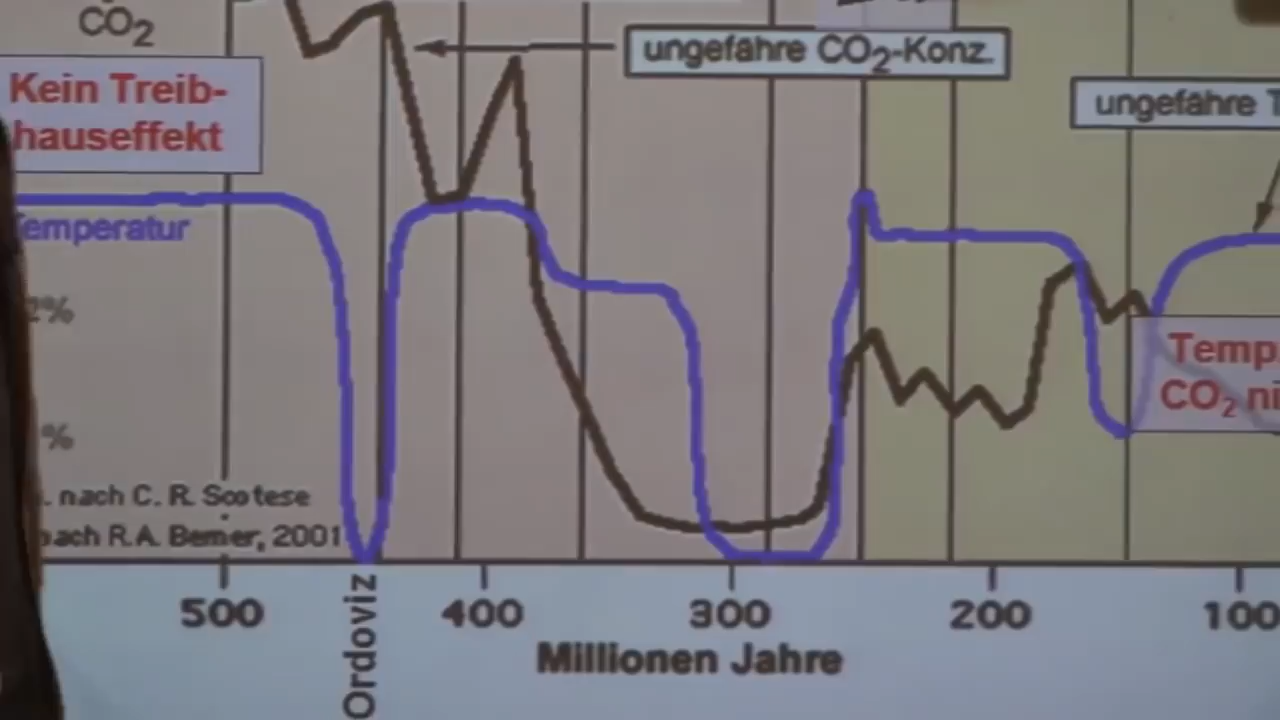 CO2
ungefähre CO2-Konz.
Kein Treib-
hauseffekt
ungefähre
Temperatur
2%
%
nach C. R. Scotese
nach R.A. Berner, 2001
500
400
300
200
100
Ordoviz
Millionen Jahre
Temp
CO2